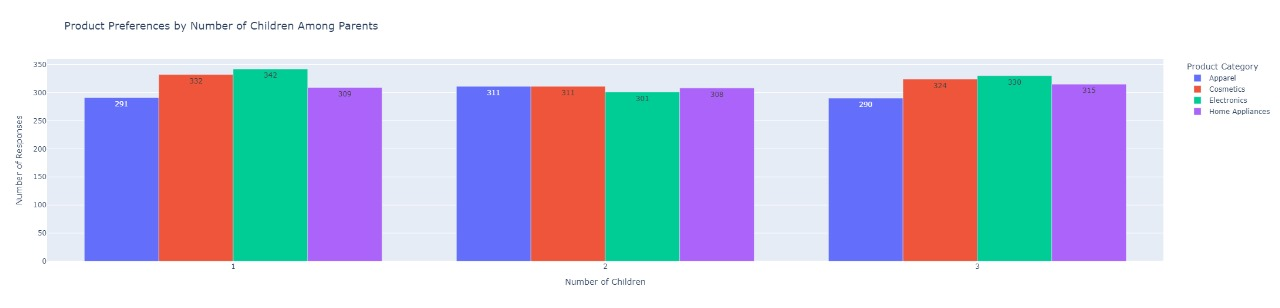 Product Preferences by Number of Children Among Parents
Number of Responses
350
300
250
200
150
100
50
0
291
332
342
309
311
311
301
308
290
324
330
315
1
2
3
Number of Children
Product Category
Apparel
Cosmetics
Electronics
Home Appliances